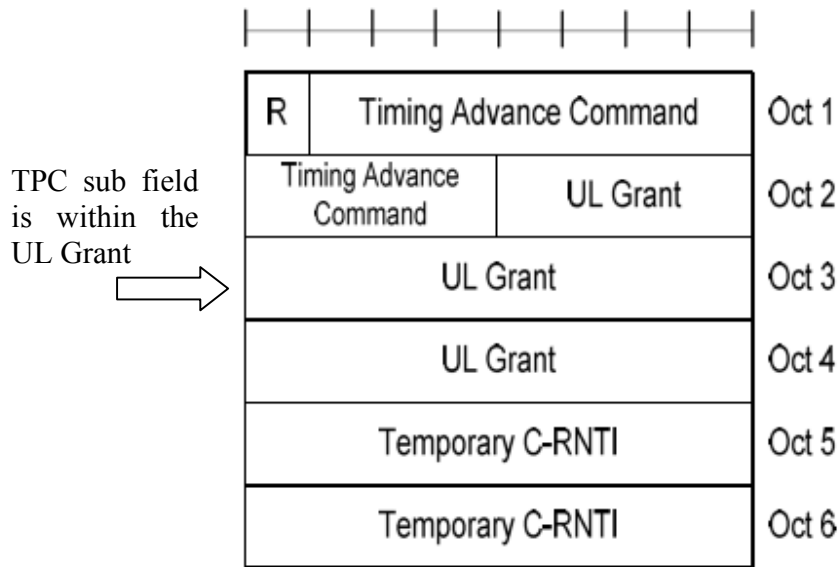 R Timing Advance Command Oct 1
Timing Advance
Command
UL Grant Oct 2
TPC sub field
is within the
UL Grant
UL Grant Oct 3
UL Grant Oct 4
Temporary C-RNTI Oct 5
Temporary C-RNTI Oct 6